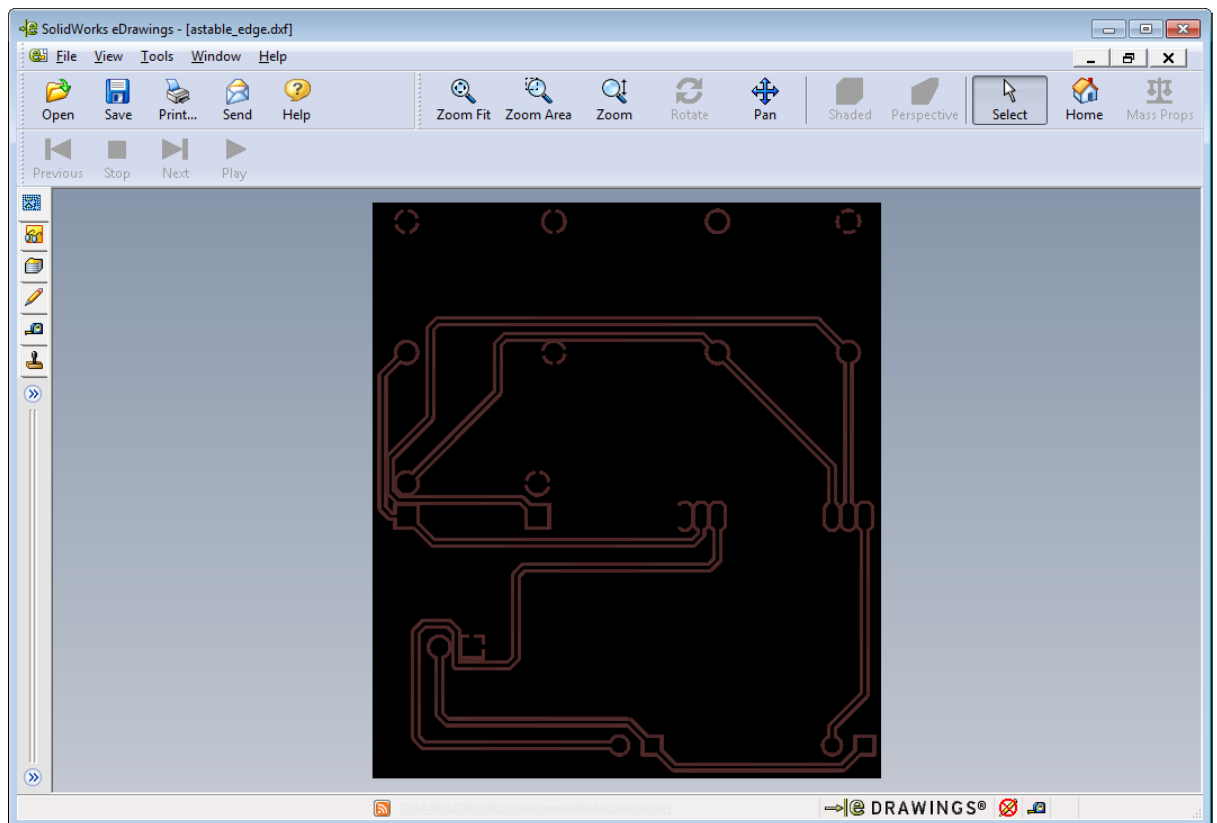 SolidWorks eDrawings - [astable_edge.dxf]
File View Tools Window Help
Open Save Print... Send Help Zoom Fit Zoom Area Zoom Rotate Pan Shaded Perspective Select Home Mass Props
Previous Stop Next Play
DRAWINGS®